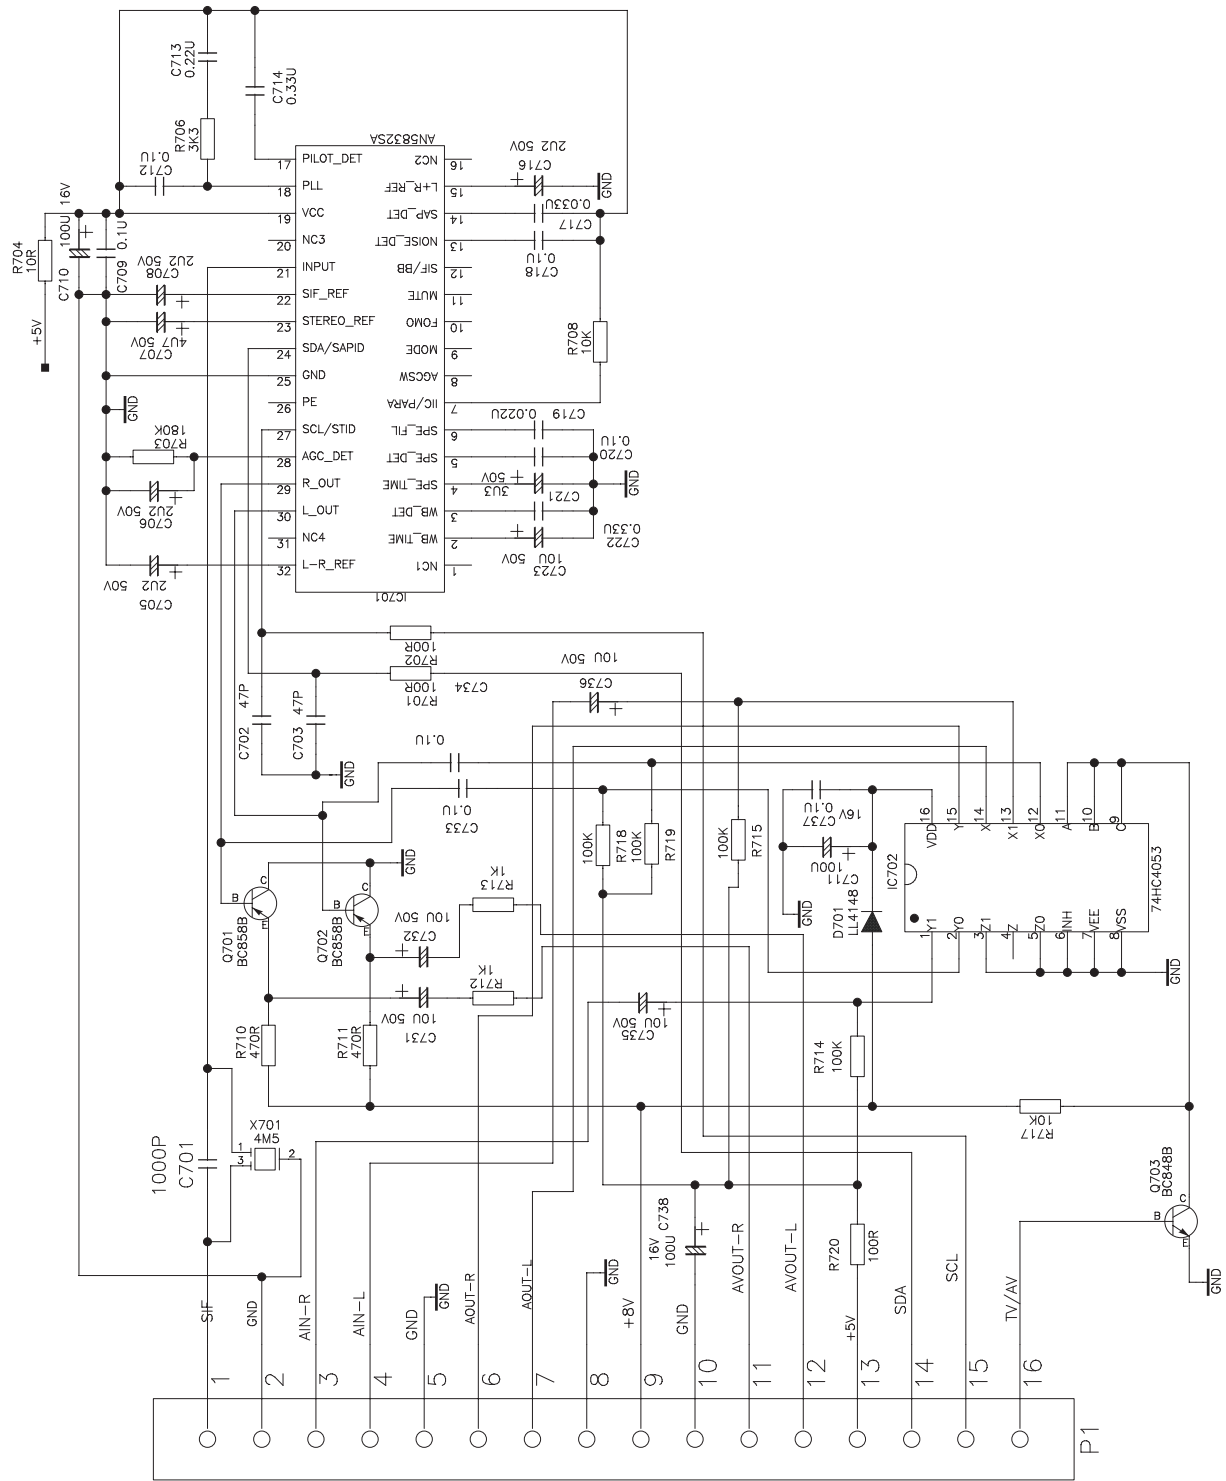 C713
0.22U
C714
0.33U
R706
3K3
AN5832SA
C712
0.1U
17 PILOT_DET
18 PLL
19 VCC
20 NC3
21 INPUT
22 SIF_REF
23 STEREO_REF
24 SDA/SAPID
25 GND
26 PE
27 SCL/STID
28 AGC_DET
29 R_OUT
30 L_OUT
31 NC4
32 L-R_REF
NC2 16
L+R_REF 15
SAP_DET 14
NOISE_DET 13
SIF/BB 12
MUTE 11
FOMO 10
MODE 9
AGCSW 8
IIC/PARA 7
SPE_FIL 6
SPE_DET 5
SPE_TIME 4
WB_DET 3
WB_TIME 2
NC1 1
IC701
2U2 50V
C716
+
GND
0.033U
C717
0.1U
C718
R708
10K
C719
0.022U
0.1U
C720
50V
3U3
+
C721
GND
0.33U
C722
10U
50V
+
C723
R704
10R
+5V
100U 16V
C710
+
0.1U
C709
2U2 50V
C708
+
4U7 50V
C707
+
GND
180K
R703
2U2 50V
C706
+
50V
2U2
C705
+
100R
R702
100R
R701
C734
10U 50V
C736
+
C702 47P
C703 47P
GND
0.1U
0.1U
C733
100K
R718
100K
R719
100K
R715
C737
0.1U
16V
C711
100U
+
GND
D701
LL4148
IC702
74HC4053
VDD 16
Y 15
X 14
X1 13
X0 12
A 11
B 10
C 9
1 Y1
2 Y0
3 Z1
4 Z
5 Z0
6 INH
7 VEE
8 VSS
GND
Q701
BC858B
B
C
E
Q702
BC858B
B
C
E
GND
R713
1K
10U 50V
C732
+
R712
1K
10U 50V
C731
+
R710
470R
R711
470R
10U 50V
C735
+
R714
100K
R717
10K
1000P
C701
X701
4M5
1
3
2
Q703
BC848B
B
C
E
GND
16V C738
100U
+
R720
100R
SIF
GND
AIN-R
AIN-L
GND
GND
AOUT-R
AOUT-L
GND
+8V
GND
AVOUT-R
AVOUT-L
+5V
SDA
SCL
TV/AV
1
2
3
4
5
6
7
8
9
10
11
12
13
14
15
16
P1